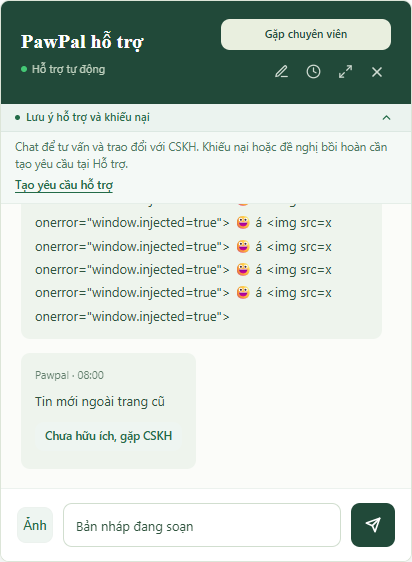 PawPal hỗ trợ
Gặp chuyên viên
Hỗ trợ tự động
Lưu ý hỗ trợ và khiếu nại
Chat để tư vấn và trao đổi với CSKH. Khiếu nại hoặc đề nghị bồi hoàn cần
tạo yêu cầu tại Hỗ trợ.
Tạo yêu cầu hỗ trợ
onerror="window.injected=true"> 😀 á <img src=x
onerror="window.injected=true"> 😀 á <img src=x
onerror="window.injected=true"> 😀 á <img src=x
onerror="window.injected=true"> 😀 á <img src=x
onerror="window.injected=true">
Pawpal · 08:00
Tin mới ngoài trang cũ
Chưa hữu ích, gặp CSKH
Ảnh
Bản nháp đang soạn